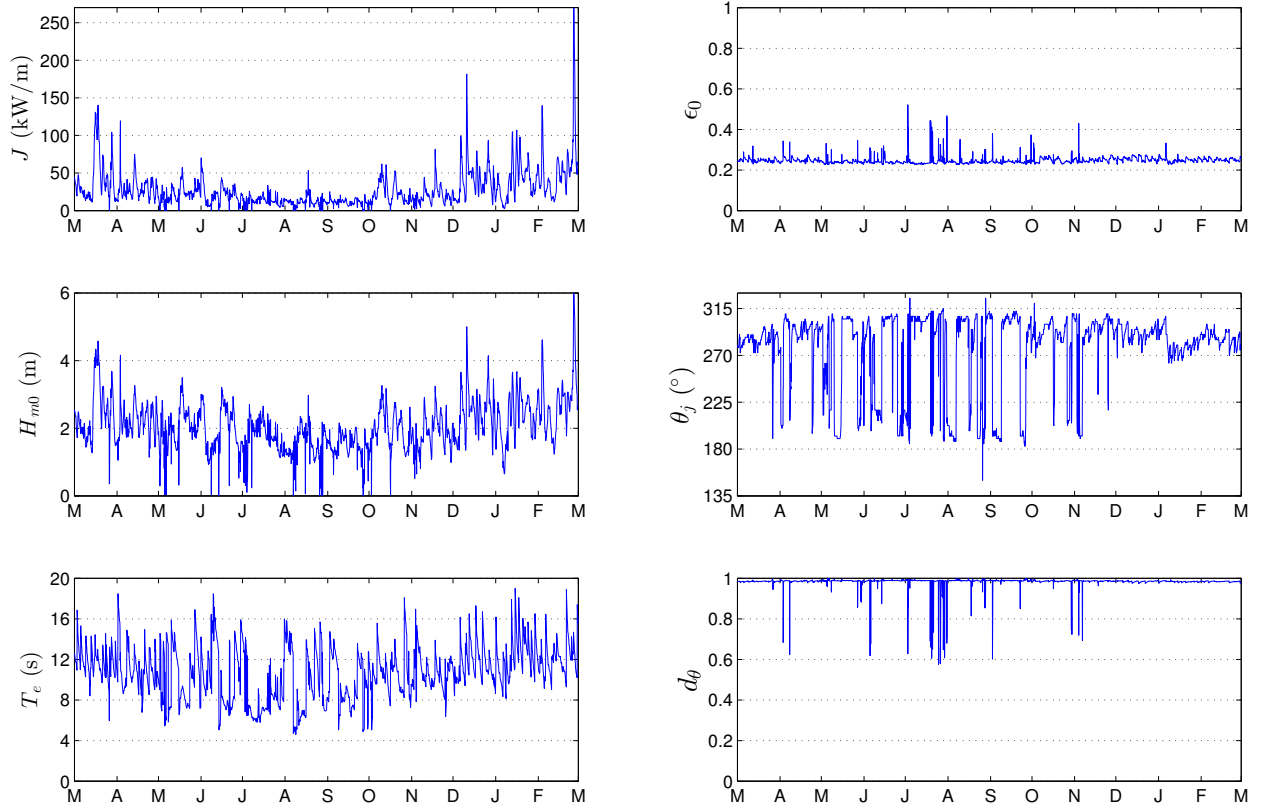 J (kW/m)
250
200
150
100
50
0
M A M J J A S O N D J F M
ϵ0
1
0.8
0.6
0.4
0.2
0
M A M J J A S O N D J F M
Hm0 (m)
6
4
2
0
M A M J J A S O N D J F M
θj (°)
315
270
225
180
135
M A M J J A S O N D J F M
Te (s)
20
16
12
8
4
0
M A M J J A S O N D J F M
dθ
1
0.8
0.6
0.4
0.2
0
M A M J J A S O N D J F M